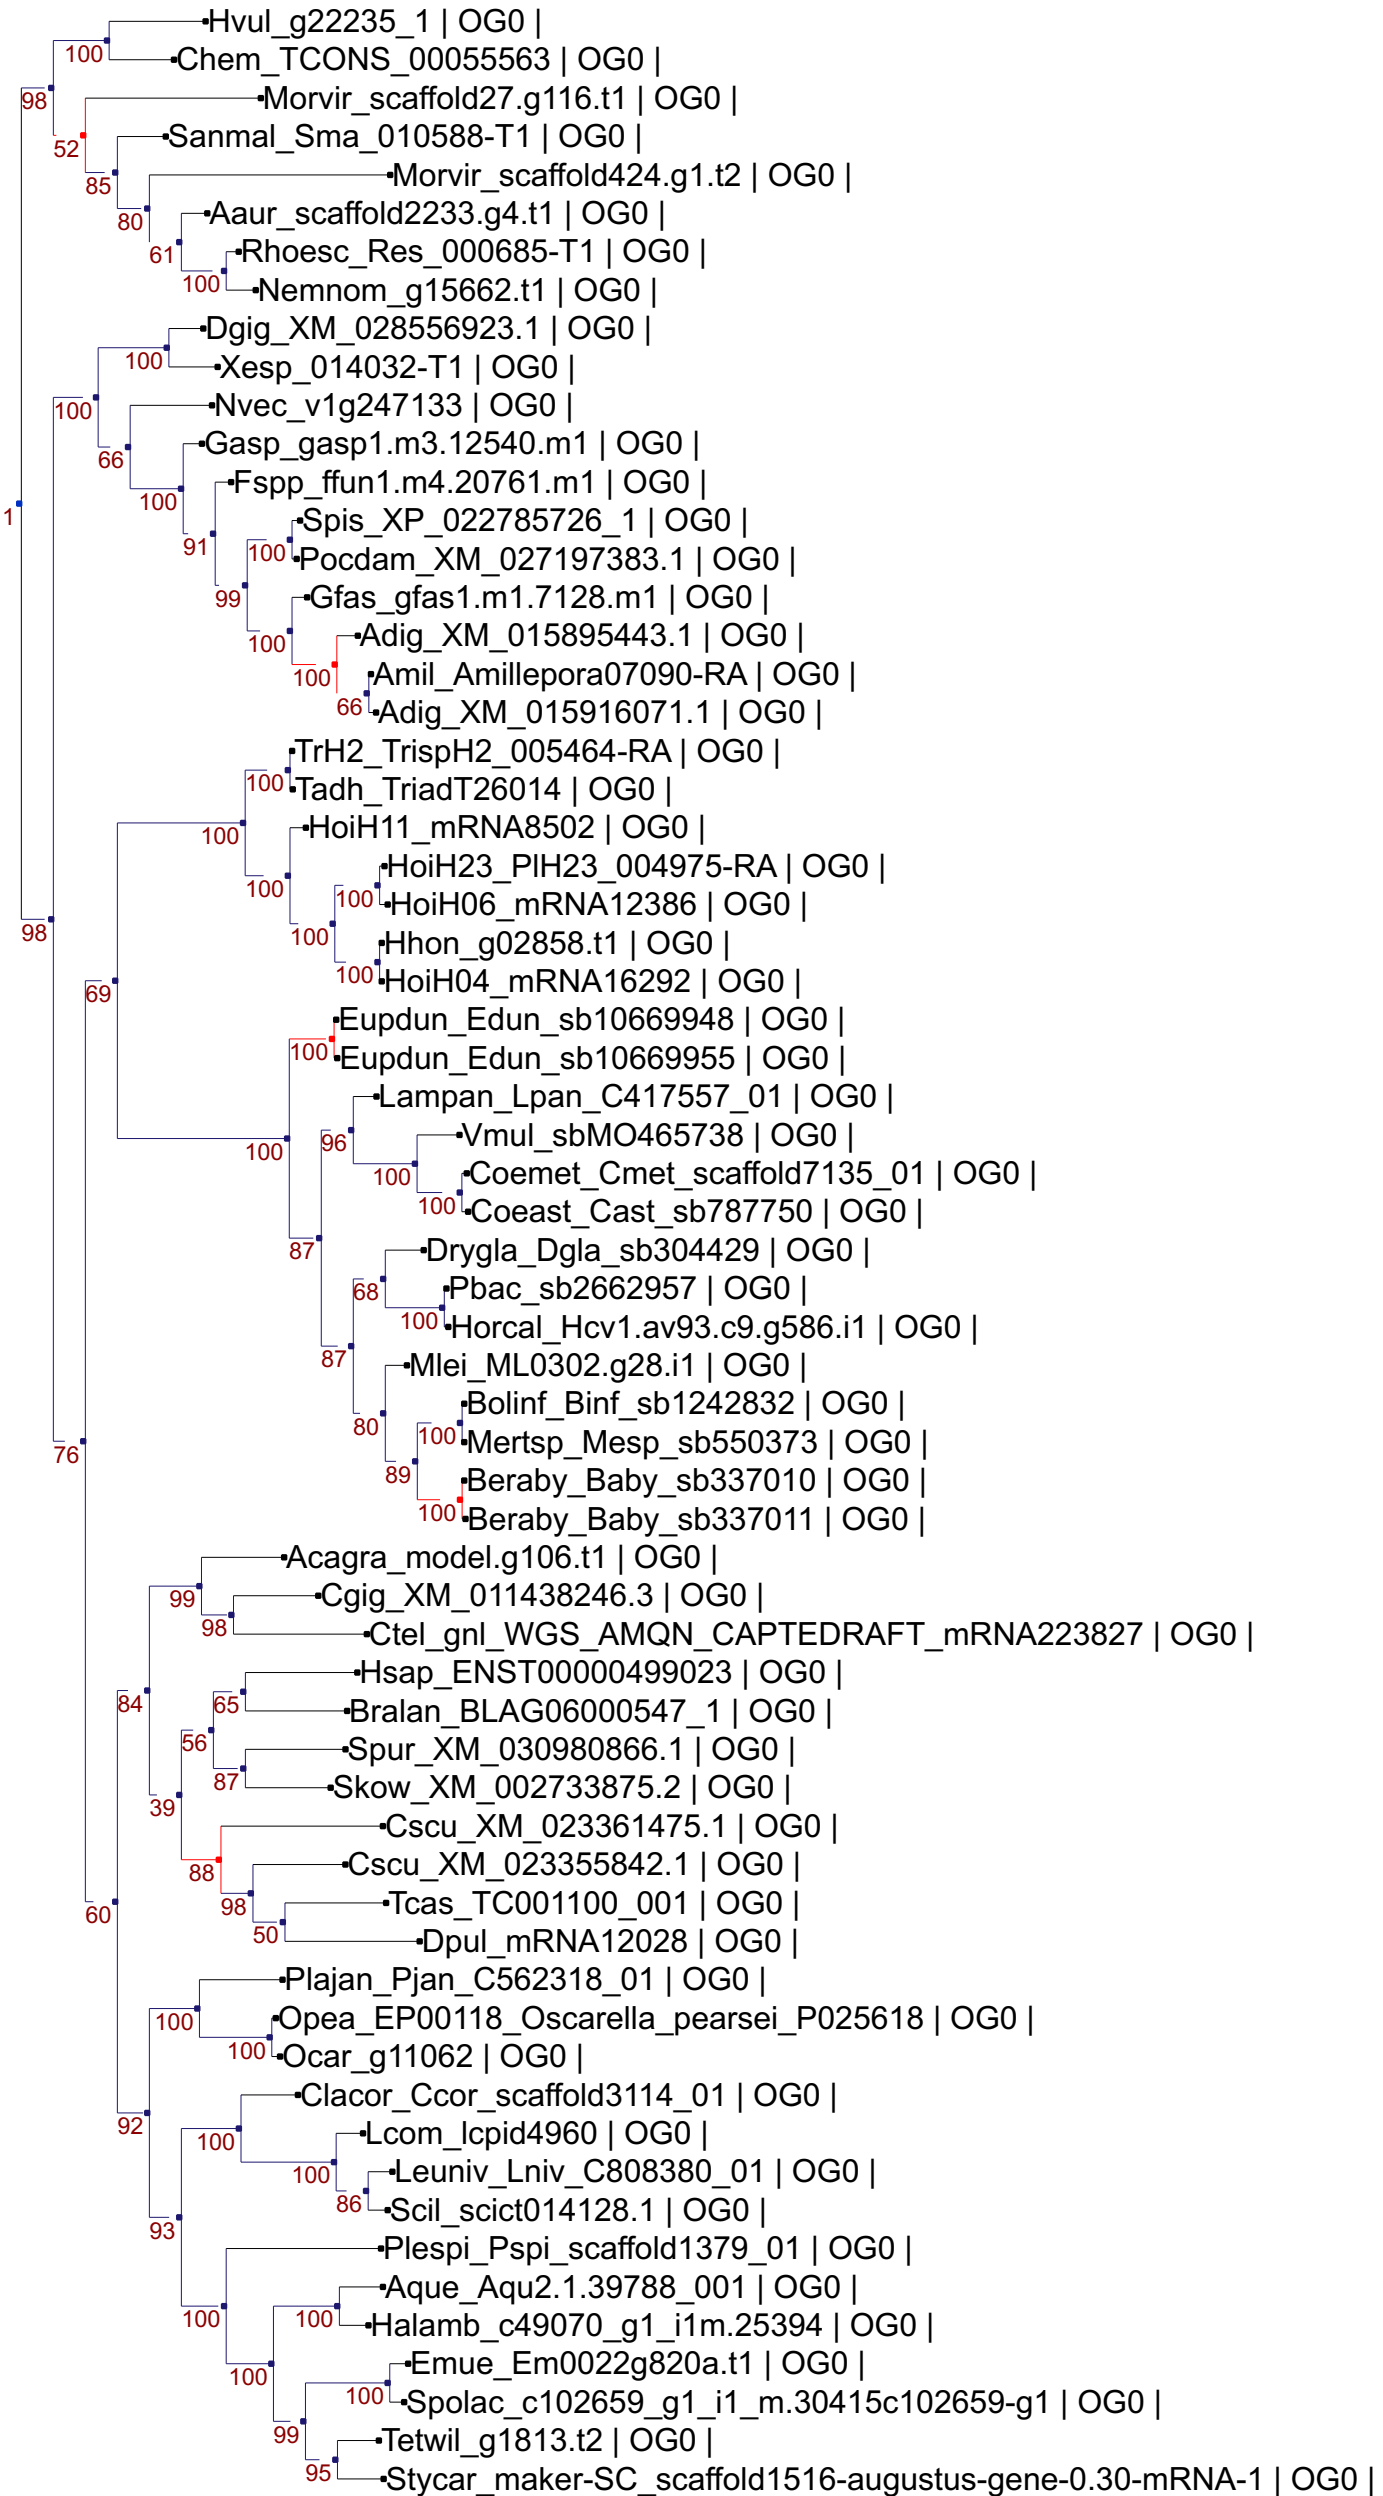 Hvul_g22235_1 | OG0 |
100
Chem_TCONS_00055563 | OG0 |
98
Morvir_scaffold27.g116.t1 | OG0 |
52
Sanmal_Sma_010588-T1 | OG0 |
85
Morvir_scaffold424.g1.t2 | OG0 |
80
Aaur_scaffold2233.g4.t1 | OG0 |
61
Rhoesc_Res_000685-T1 | OG0 |
100
Nemnom_g15662.t1 | OG0 |
Dgig_XM_028556923.1 | OG0 |
100
Xesp_014032-T1 | OG0 |
100
Nvec_v1g247133 | OG0 |
66
Gasp_gasp1.m3.12540.m1 | OG0 |
100
Fspp_ffun1.m4.20761.m1 | OG0 |
1
Spis_XP_022785726_1 | OG0 |
91
100
Pocdam_XM_027197383.1 | OG0 |
99
Gfas_gfas1.m1.7128.m1 | OG0 |
100
Adig_XM_015895443.1 | OG0 |
100
Amil_Amillepora07090-RA | OG0 |
66
Adig_XM_015916071.1 | OG0 |
TrH2_TrispH2_005464-RA | OG0 |
100
Tadh_TriadT26014 | OG0 |
100
HoiH11_mRNA8502 | OG0 |
100
HoiH23_PlH23_004975-RA | OG0 |
100
HoiH06_mRNA12386 | OG0 |
98
100
Hhon_g02858.t1 | OG0 |
100
HoiH04_mRNA16292 | OG0 |
69
Eupdun_Edun_sb10669948 | OG0 |
100
Eupdun_Edun_sb10669955 | OG0 |
Lampan_Lpan_C417557_01 | OG0 |
96
Vmul_sbMO465738 | OG0 |
100
100
Coemet_Cmet_scaffold7135_01 | OG0 |
100
Coeast_Cast_sb787750 | OG0 |
87
Drygla_Dgla_sb304429 | OG0 |
68
Pbac_sb2662957 | OG0 |
100
Horcal_Hcv1.av93.c9.g586.i1 | OG0 |
87
Mlei_ML0302.g28.i1 | OG0 |
80
Bolinf_Binf_sb1242832 | OG0 |
100
Mertsp_Mesp_sb550373 | OG0 |
76
89
Beraby_Baby_sb337010 | OG0 |
100
Beraby_Baby_sb337011 | OG0 |
Acagra_model.g106.t1 | OG0 |
99
Cgig_XM_011438246.3 | OG0 |
98
Ctel_gnl_WGS_AMQN_CAPTEDRAFT_mRNA223827 | OG0 |
Hsap_ENST00000499023 | OG0 |
84
65
Bralan_BLAG06000547_1 | OG0 |
56
Spur_XM_030980866.1 | OG0 |
87
Skow_XM_002733875.2 | OG0 |
39
Cscu_XM_023361475.1 | OG0 |
88
Cscu_XM_023355842.1 | OG0 |
98
Tcas_TC001100_001 | OG0 |
60
50
Dpul_mRNA12028 | OG0 |
Plajan_Pjan_C562318_01 | OG0 |
100
Opea_EP00118_Oscarella_pearsei_P025618 | OG0 |
100
Ocar_g11062 | OG0 |
Clacor_Ccor_scaffold3114_01 | OG0 |
92
100
Lcom_lcpid4960 | OG0 |
100
Leuniv_Lniv_C808380_01 | OG0 |
86
Scil_scict014128.1 | OG0 |
93
Plespi_Pspi_scaffold1379_01 | OG0 |
Aque_Aqu2.1.39788_001 | OG0 |
100
100
Halamb_c49070_g1_i1m.25394 | OG0 |
100
Emue_Em0022g820a.t1 | OG0 |
100
Spolac_c102659_g1_i1_m.30415c102659-g1 | OG0 |
99
Tetwil_g1813.t2 | OG0 |
95
Stycar_maker-SC_scaffold1516-augustus-gene-0.30-mRNA-1 | OG0 |